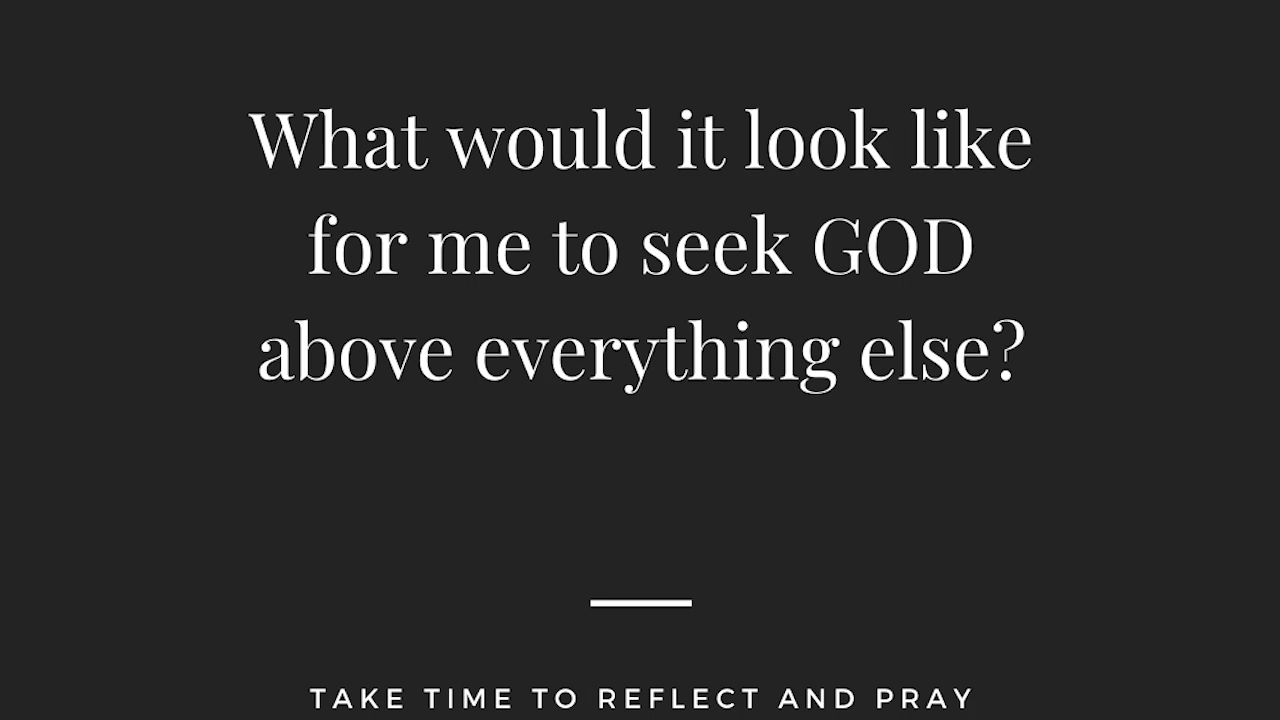 What would it look like
for me to seek GOD
above everything else?
TAKE TIME TO REFLECT AND PRAY